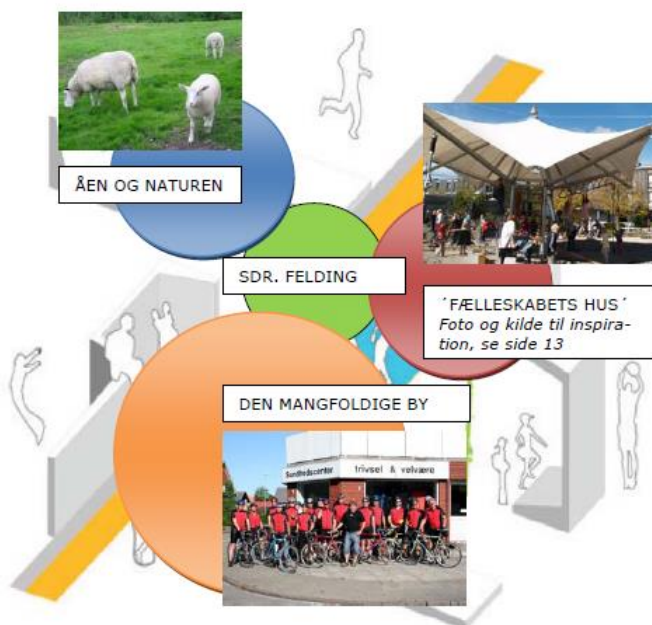 ÅEN OG NATUREN
SDR. FELDING
´FÆLLESKABETS HUS´
Foto og kilde til inspira-
tion, se side 13
DEN MANGFOLDIGE BY
Sundhedscenter trivsel & velvære